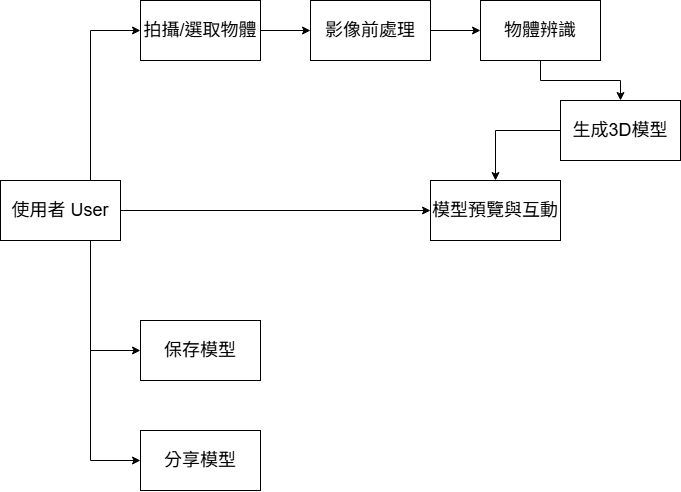 拍攝/選取物體
影像前處理
物體辨識
生成3D模型
使用者 User
模型預覽與互動
保存模型
分享模型